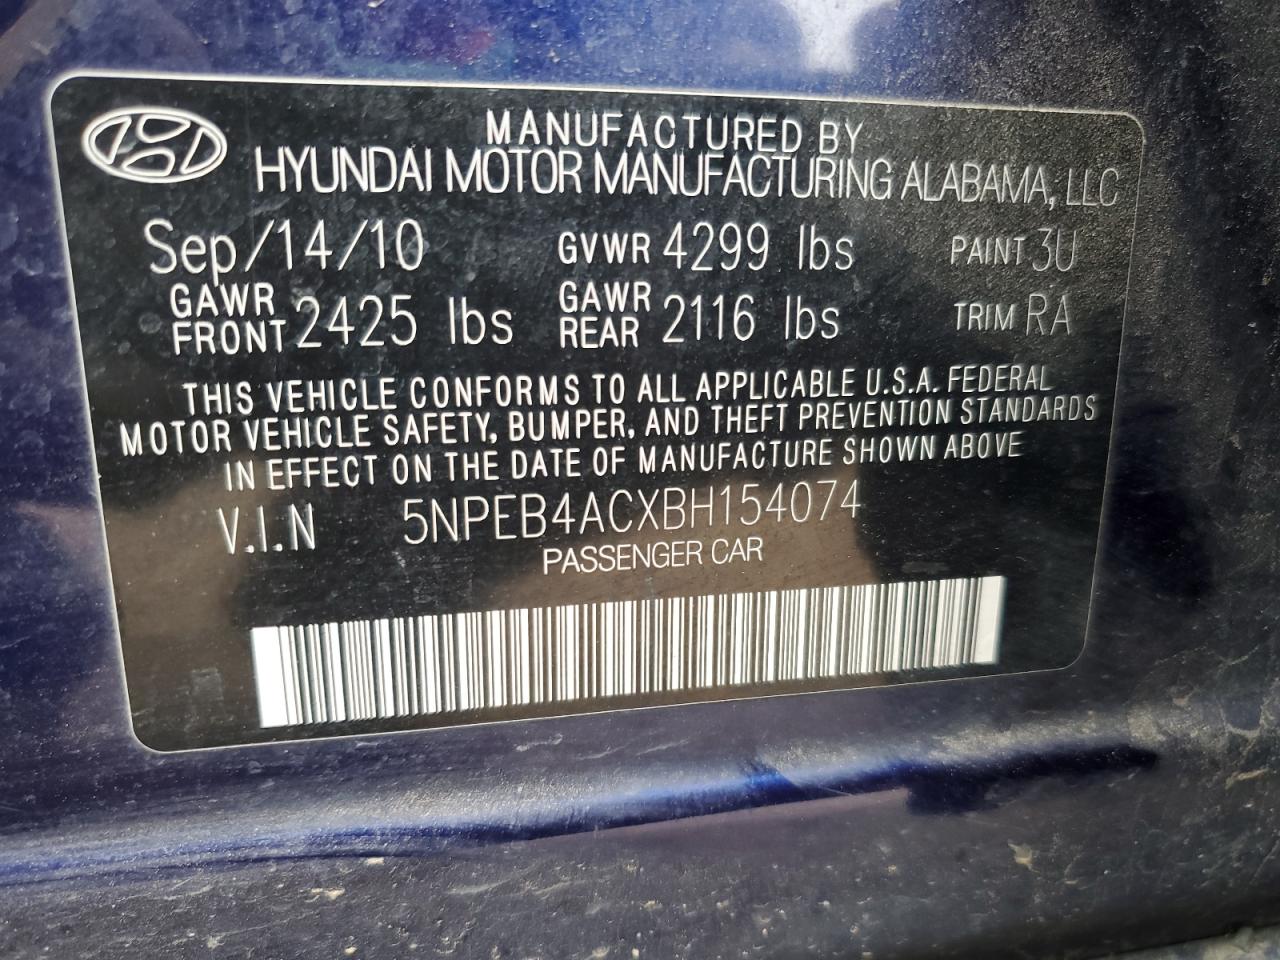 MANUFACTURED BY
HYUNDAI MOTOR MANUFACTURING ALABAMA, LLC
Sep/14/10 GVWR 4299 lbs PAINT 3U
GAWR FRONT 2425 lbs GAWR REAR 2116 lbs TRIM RA
THIS VEHICLE CONFORMS TO ALL APPLICABLE U.S.A. FEDERAL
MOTOR VEHICLE SAFETY, BUMPER, AND THEFT PREVENTION STANDARDS
IN EFFECT ON THE DATE OF MANUFACTURE SHOWN ABOVE
V.I.N 5NPEB4ACXBH154074
PASSENGER CAR